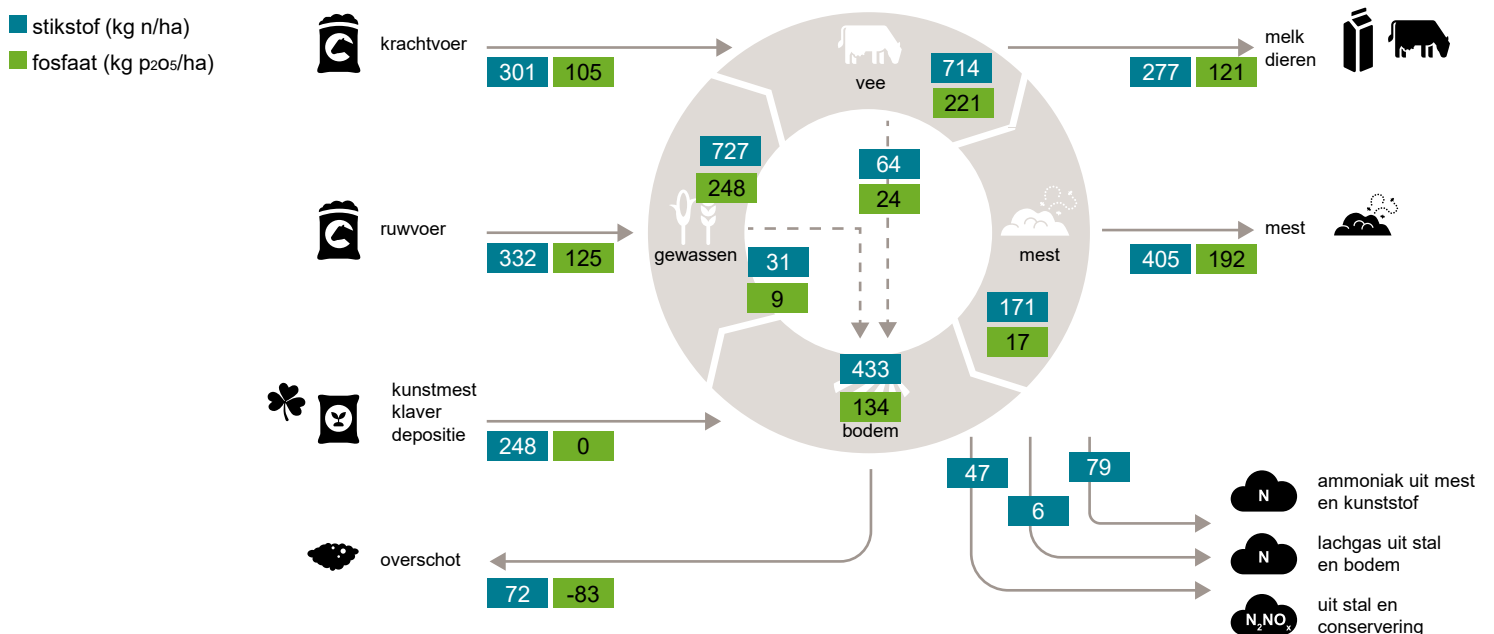 stikstof (kg n/ha)
fosfaat (kg p2o5/ha)
krachtvoer
301 105
vee
714
221
melk
dieren
277 121
727
248
64
24
ruwvoer
332 125
gewassen
31
9
mest
171
17
mest
405 192
kunstmest
klaver
depositie
248 0
433
134
bodem
47
6
79
N
ammoniak uit mest
en kunststof
N
lachgas uit stal
en bodem
N2NOx
uit stal en
conservering
overschot
72 -83